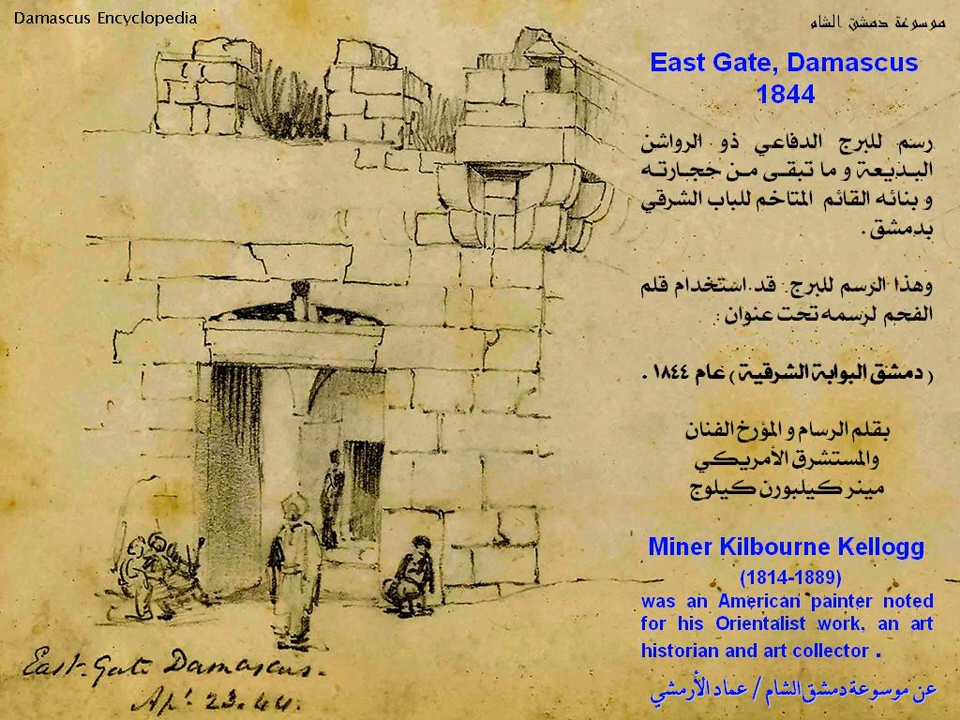 Damascus Encyclopedia
موسوعة دمشق الشام
East Gate, Damascus
1844
رسم للبرج الدفاعي ذو الرواشن
البديعة و ما تبقى من حجارته
و بنائه القائم المتاخم للباب الشرقي
بدمشق .
وهذا الرسم للبرج قد استخدام قلم
الفحم لرسمه تحت عنوان :
( دمشق البوابة الشرقية ) عام ١٨٤٤ .
بقلم الرسام و المؤرخ الفنان
والمستشرق الأمريكي
مينر كيلبورن كيلوج
Miner Kilbourne Kellogg
(1814-1889)
was an American painter noted
for his Orientalist work, an art
historian and art collector .
عن موسوعة دمشق الشام / عماد الأرمشي
East-Gate Damascus.
Apl. 23.44.